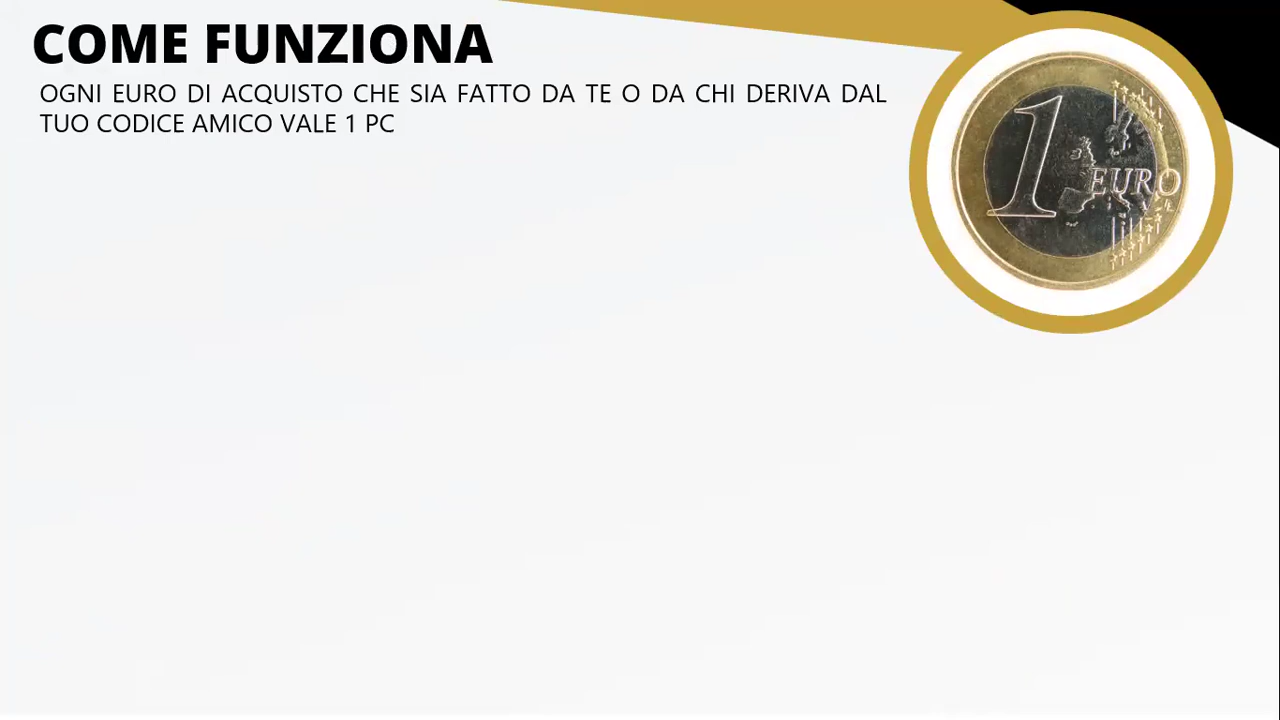 COME FUNZIONA
OGNI EURO DI ACQUISTO CHE SIA FATTO DA TE O DA CHI DERIVA DAL
TUO CODICE AMICO VALE 1 PC
1
EURO